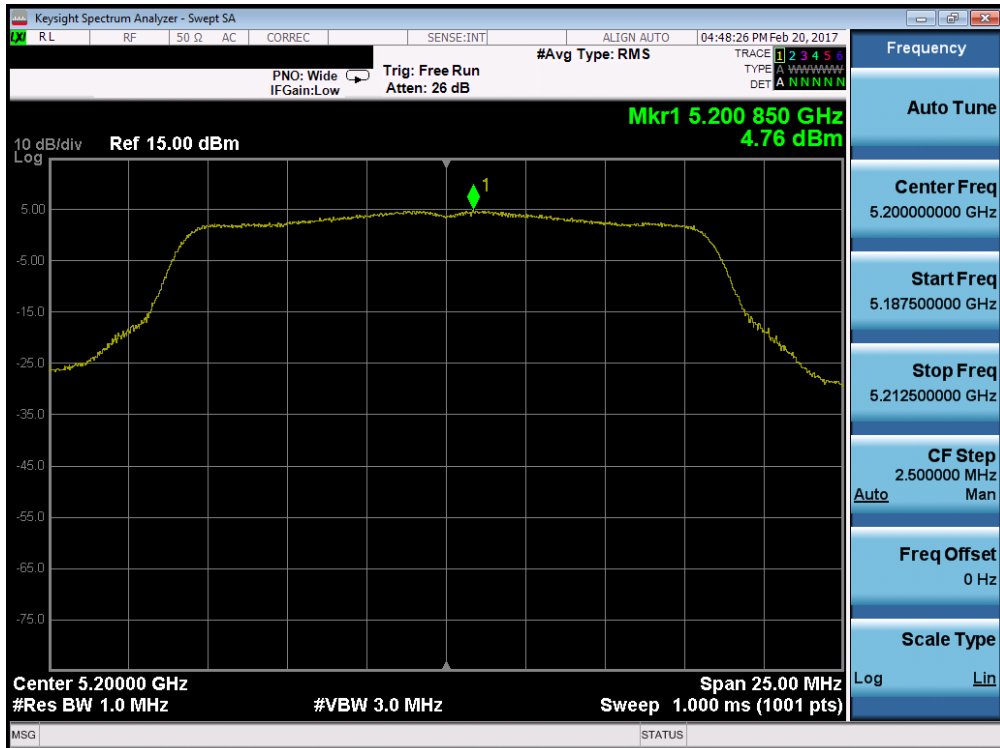 Keysight Spectrum Analyzer - Swept SA
LXI RL RF 50 Ω AC CORREC SENSE:INT ALIGN AUTO 04:48:26 PM Feb 20, 2017
#Avg Type: RMS TRACE 1 2 3 4 5 6
PNO: Wide Trig: Free Run TYPE A WWWWW
IFGain:Low Atten: 26 dB DET A N N N N N
Mkr1 5.200 850 GHz
4.76 dBm
10 dB/div Ref 15.00 dBm
Log
1
5.00
-5.00
-15.0
-25.0
-35.0
-45.0
-55.0
-65.0
-75.0
Center 5.20000 GHz Span 25.00 MHz
#Res BW 1.0 MHz #VBW 3.0 MHz Sweep 1.000 ms (1001 pts)
MSG STATUS
Frequency
Auto Tune
Center Freq
5.200000000 GHz
Start Freq
5.187500000 GHz
Stop Freq
5.212500000 GHz
CF Step
2.500000 MHz
Auto Man
Freq Offset
0 Hz
Scale Type
Log Lin